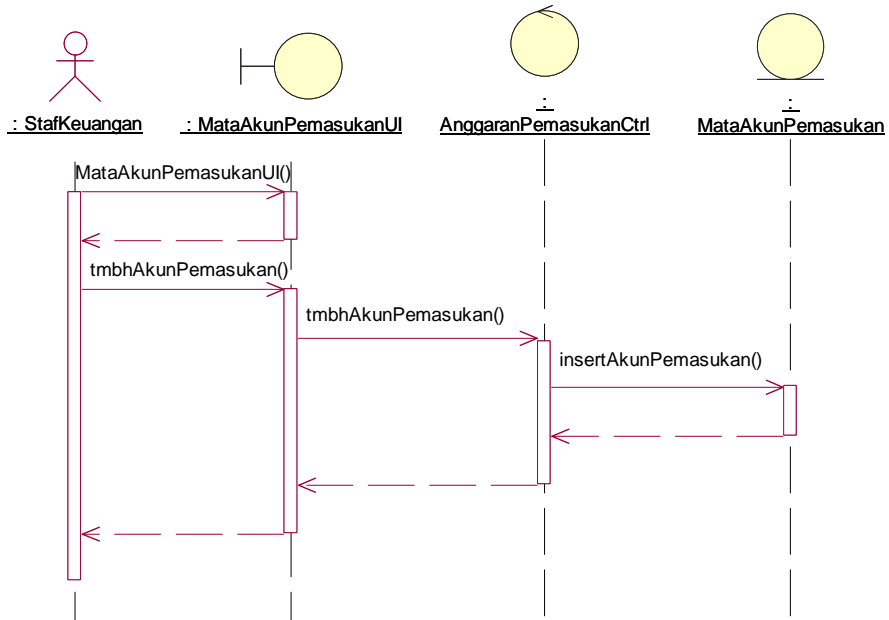 : StafKeuangan
: MataAkunPemasukanUI
:
AnggaranPemasukanCtrl
:
MataAkunPemasukan
MataAkunPemasukanUI()
tmbhAkunPemasukan()
tmbhAkunPemasukan()
insertAkunPemasukan()